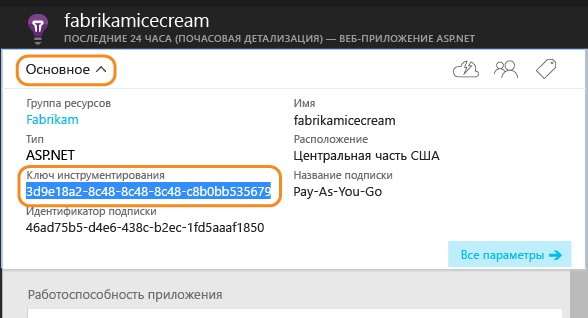 fabrikamicecream
ПОСЛЕДНИЕ 24 ЧАСА (ПОЧАСОВАЯ ДЕТАЛИЗАЦИЯ) — ВЕБ-ПРИЛОЖЕНИЕ ASP.NET
Основное
Группа ресурсов
Fabrikam
Имя
fabrikamicecream
Тип
ASP.NET
Расположение
Центральная часть США
Ключ инструментирования
3d9e18a2-8c48-8c48-8c48-c8b0bb535679
Название подписки
Pay-As-You-Go
Идентификатор подписки
46ad75b5-d4e6-438c-b2ec-1fd5aaaf1850
Все параметры
Работоспособность приложения